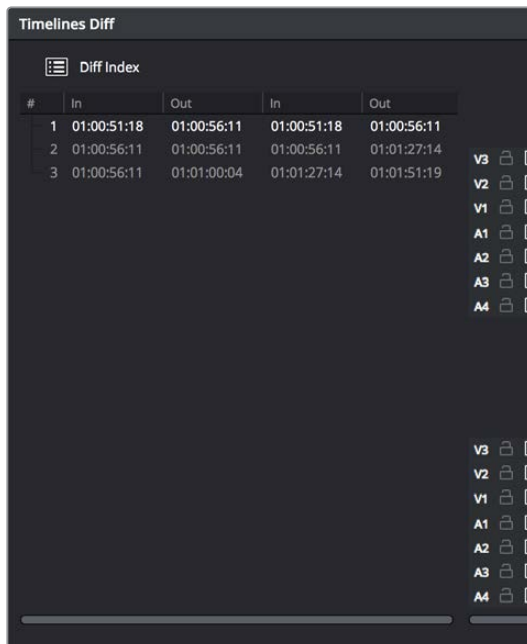 Timelines Diff
Diff Index
# In Out In Out
1 01:00:51:18 01:00:56:11 01:00:51:18 01:00:56:11
2 01:00:56:11 01:00:56:11 01:00:56:11 01:01:27:14
3 01:00:56:11 01:01:00:04 01:01:27:14 01:01:51:19
V3
V2
V1
A1
A2
A3
A4
V3
V2
V1
A1
A2
A3
A4